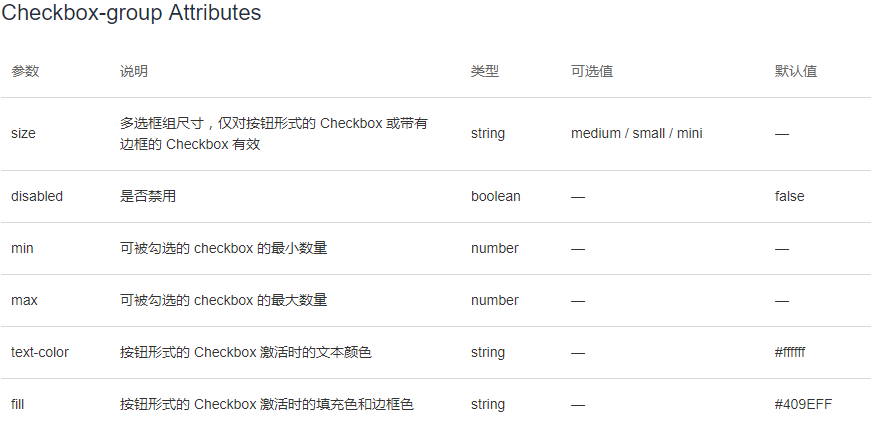 Checkbox-group Attributes
参数 说明 类型 可选值 默认值
size 多选框组尺寸，仅对按钮形式的 Checkbox 或带有 string medium / small / mini —
边框的 Checkbox 有效
disabled 是否禁用 boolean — false
min 可被勾选的 checkbox 的最小数量 number — —
max 可被勾选的 checkbox 的最大数量 number — —
text-color 按钮形式的 Checkbox 激活时的文本颜色 string — #ffffff
fill 按钮形式的 Checkbox 激活时的填充色和边框色 string — #409EFF